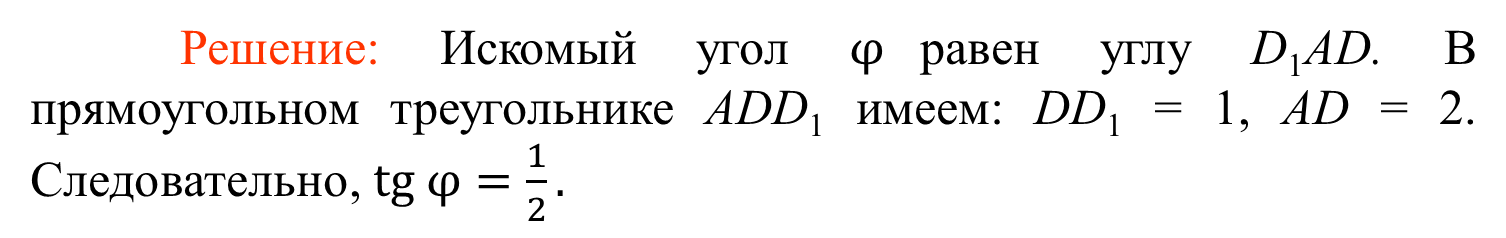 Решение: Искомый угол φ равен углу D₁AD. В
прямоугольном треугольнике ADD₁ имеем: DD₁ = 1, AD = 2.
Следовательно, tg φ = 1/2.